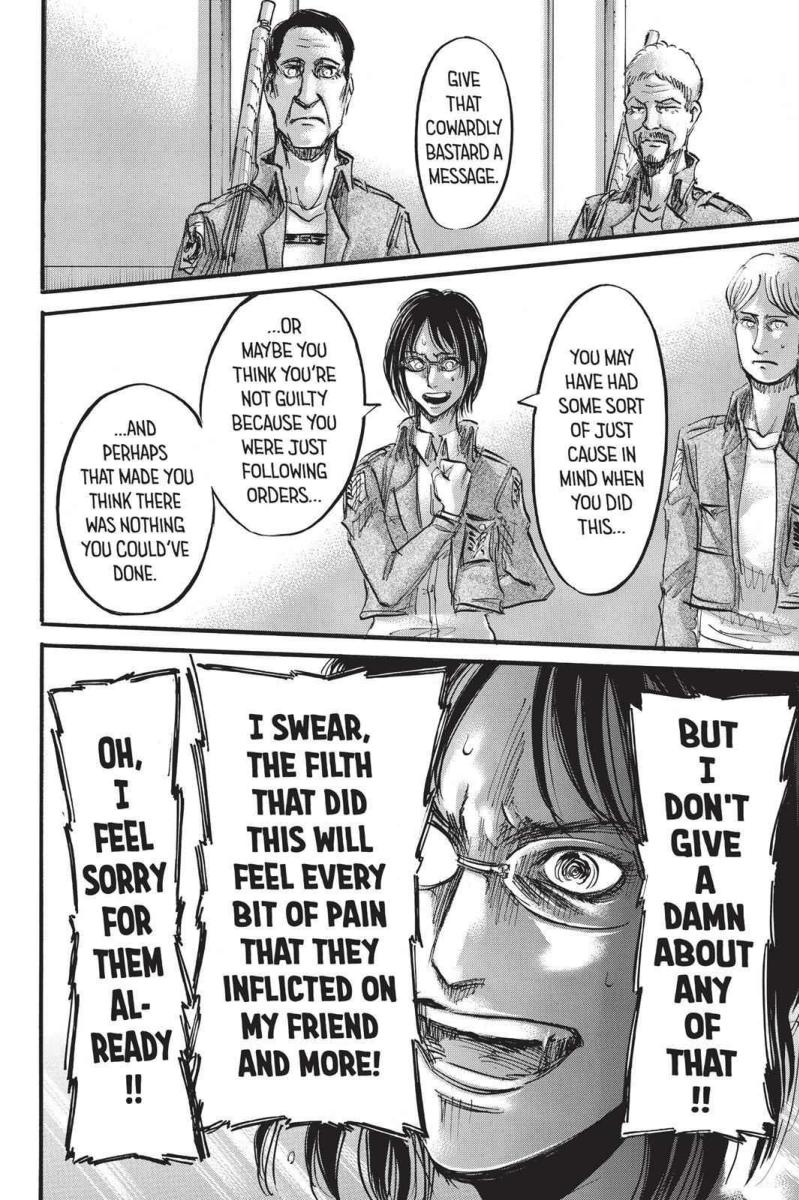 GIVE
THAT
COWARDLY
BASTARD A
MESSAGE.
YOU MAY
HAVE HAD
SOME SORT
OF JUST
CAUSE IN
MIND WHEN
YOU DID
THIS...
...OR
MAYBE YOU
THINK YOU'RE
NOT GUILTY
BECAUSE YOU
WERE JUST
FOLLOWING
ORDERS...
...AND
PERHAPS
THAT MADE YOU
THINK THERE
WAS NOTHING
YOU COULD'VE
DONE.
BUT
I
DON'T
GIVE
A
DAMN
ABOUT
ANY
OF
THAT
!!
I SWEAR,
THE FILTH
THAT DID
THIS WILL
FEEL EVERY
BIT OF PAIN
THAT THEY
INFLICTED ON
MY FRIEND
AND MORE!
OH,
I
FEEL
SORRY
FOR
THEM
AL-
READY
!!